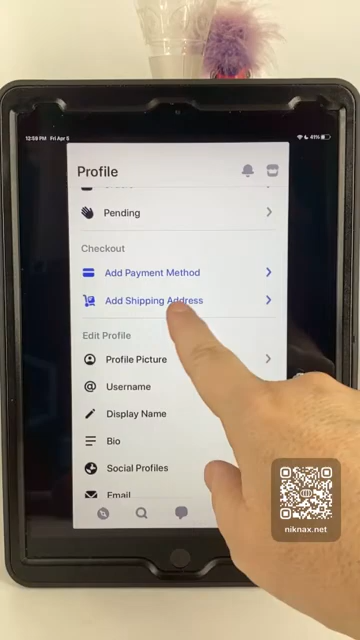 12:59 PM Fri Apr 5
41%
Profile
Pending
Checkout
Add Payment Method
Add Shipping Address
Edit Profile
Profile Picture
Username
Display Name
Bio
Social Profiles
Email
niknax.net